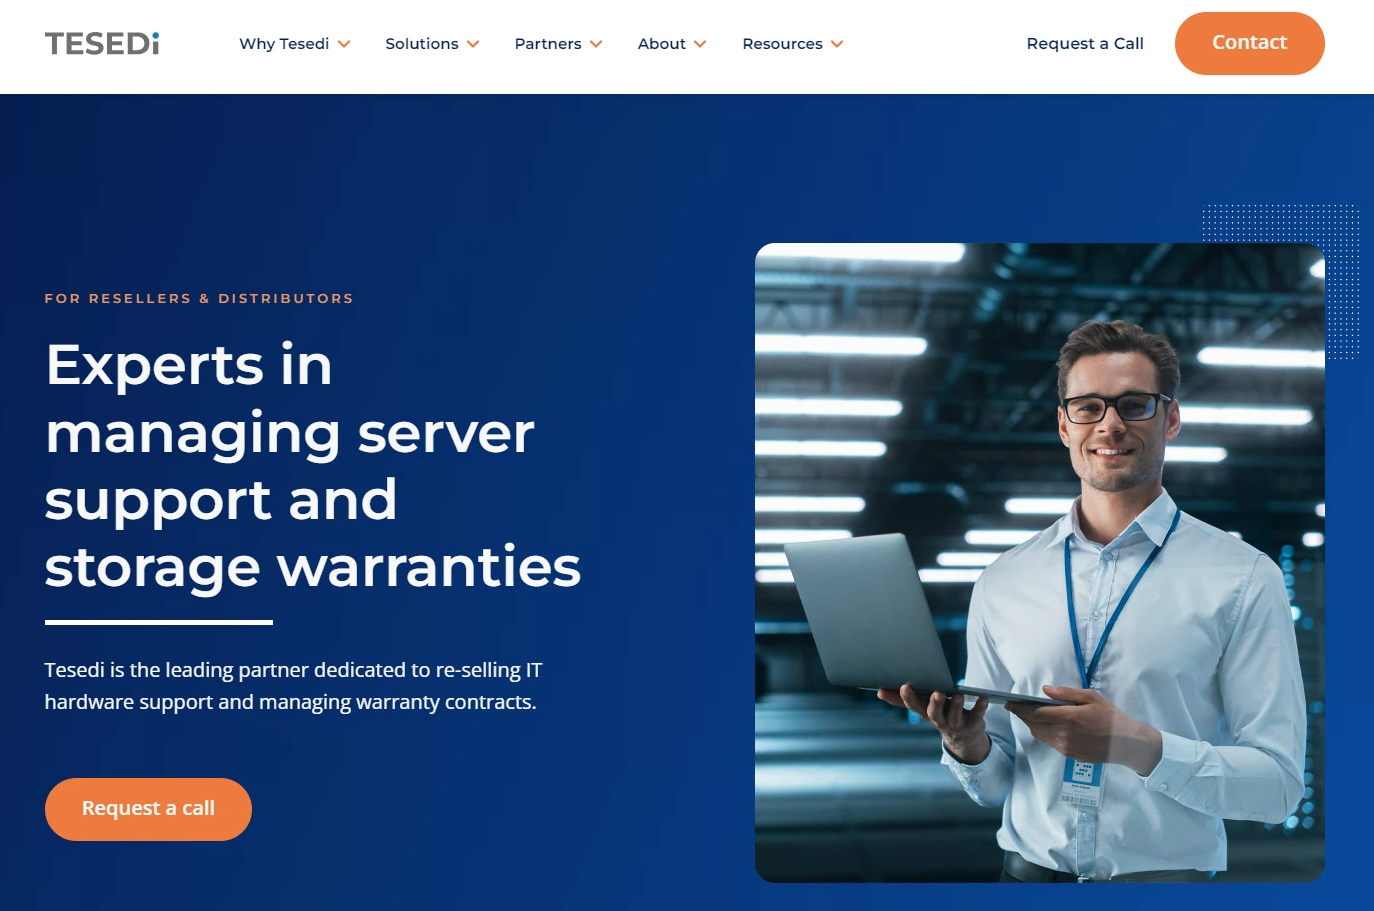 TESEDi
Why Tesedi
Solutions
Partners
About
Resources
Request a Call
Contact
FOR RESELLERS & DISTRIBUTORS
Experts in
managing server
support and
storage warranties
Tesedi is the leading partner dedicated to re-selling IT
hardware support and managing warranty contracts.
Request a call